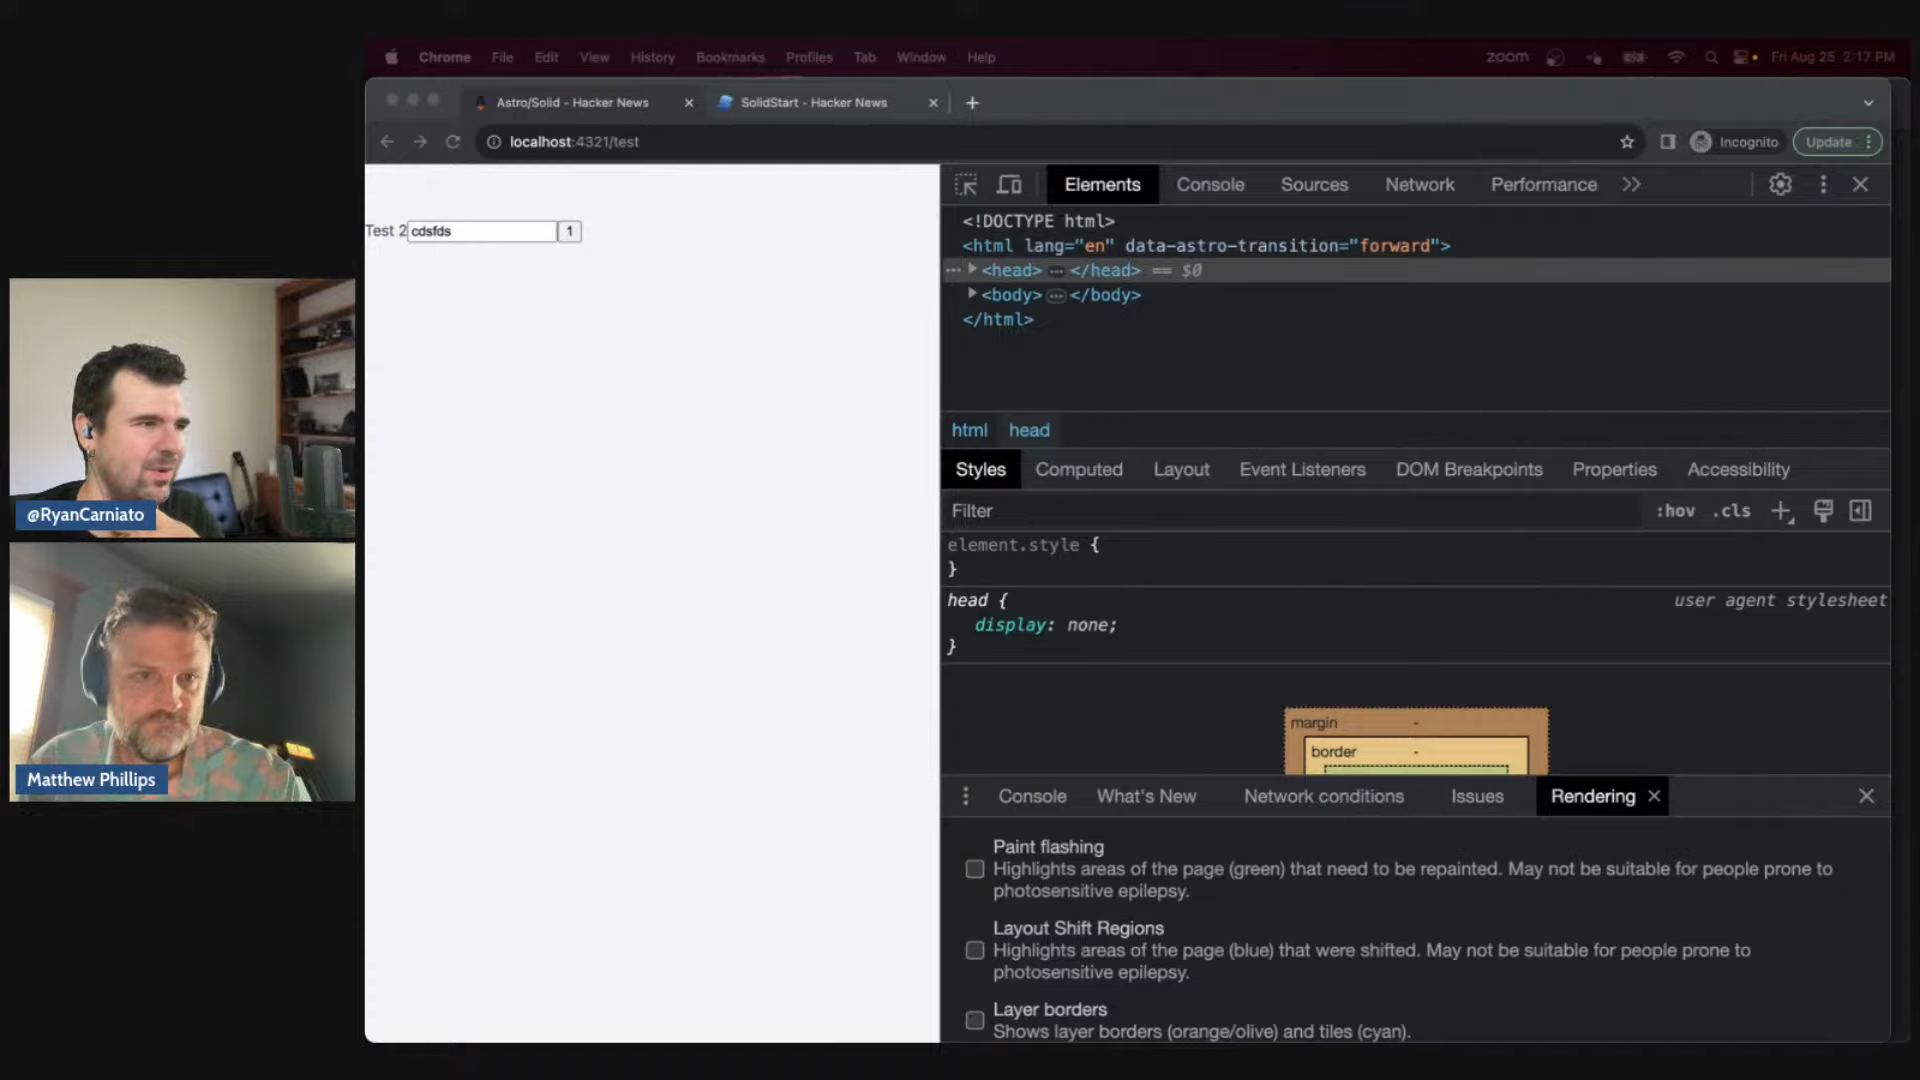 Chrome File Edit View History Bookmarks Profiles Tab Window Help zoom Fri Aug 25 2:17 PM
Astro/Solid - Hacker News × SolidStart - Hacker News × +
localhost:4321/test Incognito Update
Test 2 cdsfds 1
Elements Console Sources Network Performance >>
<!DOCTYPE html>
<html lang="en" data-astro-transition="forward">
<head> … </head> == $0
<body> … </body>
</html>
html head
Styles Computed Layout Event Listeners DOM Breakpoints Properties Accessibility
Filter :hov .cls +
element.style {
}
head { user agent stylesheet
display: none;
}
margin -
border -
Console What's New Network conditions Issues Rendering ×
Paint flashing
Highlights areas of the page (green) that need to be repainted. May not be suitable for people prone to
photosensitive epilepsy.
Layout Shift Regions
Highlights areas of the page (blue) that were shifted. May not be suitable for people prone to
photosensitive epilepsy.
Layer borders
Shows layer borders (orange/olive) and tiles (cyan).
@RyanCarniato
Matthew Phillips